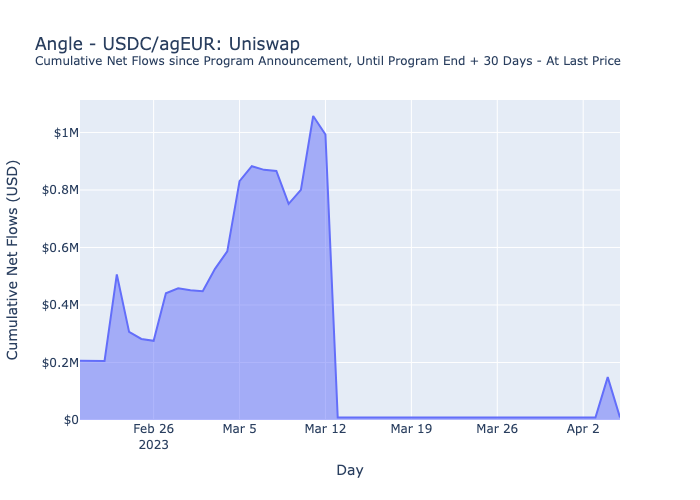 Angle - USDC/agEUR: Uniswap
Cumulative Net Flows since Program Announcement, Until Program End + 30 Days - At Last Price
Cumulative Net Flows (USD)
$1M
$0.8M
$0.6M
$0.4M
$0.2M
$0
Feb 26 Mar 5 Mar 12 Mar 19 Mar 26 Apr 2
2023
Day